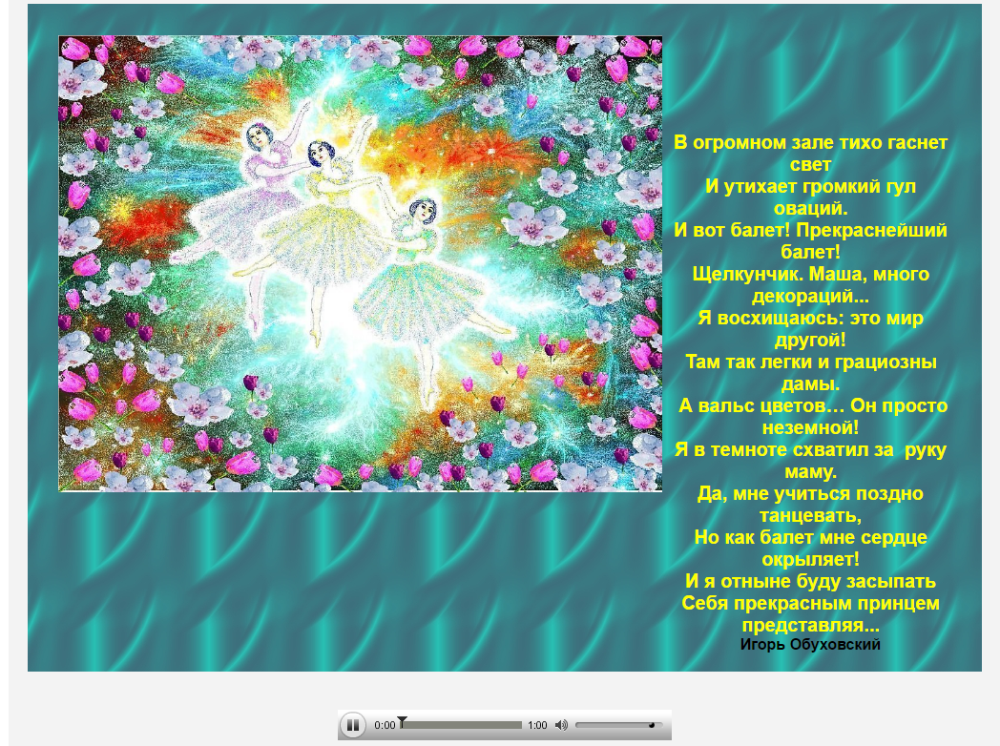 В огромном зале тихо гаснет
свет
И утихает громкий гул
оваций.
И вот балет! Прекраснейший
балет!
Щелкунчик. Маша, много
декораций...
Я восхищаюсь: это мир
другой!
Там так легки и грациозны
дамы.
А вальс цветов… Он просто
неземной!
Я в темноте схватил за  руку
маму.
Да, мне учиться поздно
танцевать,
Но как балет мне сердце
окрыляет!
И я отныне буду засыпать
Себя прекрасным принцем
представляя...
Игорь Обуховский
0:00 1:00